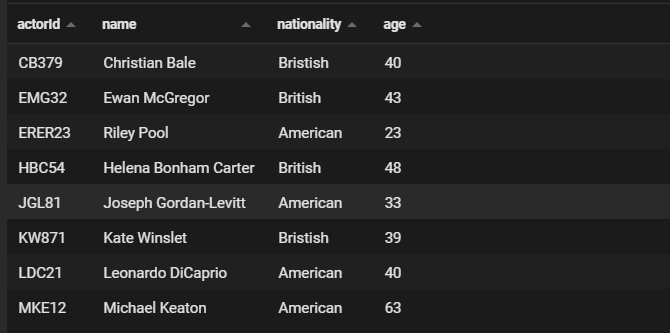 actorId name nationality age
CB379 Christian Bale Bristish 40
EMG32 Ewan McGregor British 43
ERER23 Riley Pool American 23
HBC54 Helena Bonham Carter British 48
JGL81 Joseph Gordan-Levitt American 33
KW871 Kate Winslet Bristish 39
LDC21 Leonardo DiCaprio American 40
MKE12 Michael Keaton American 63